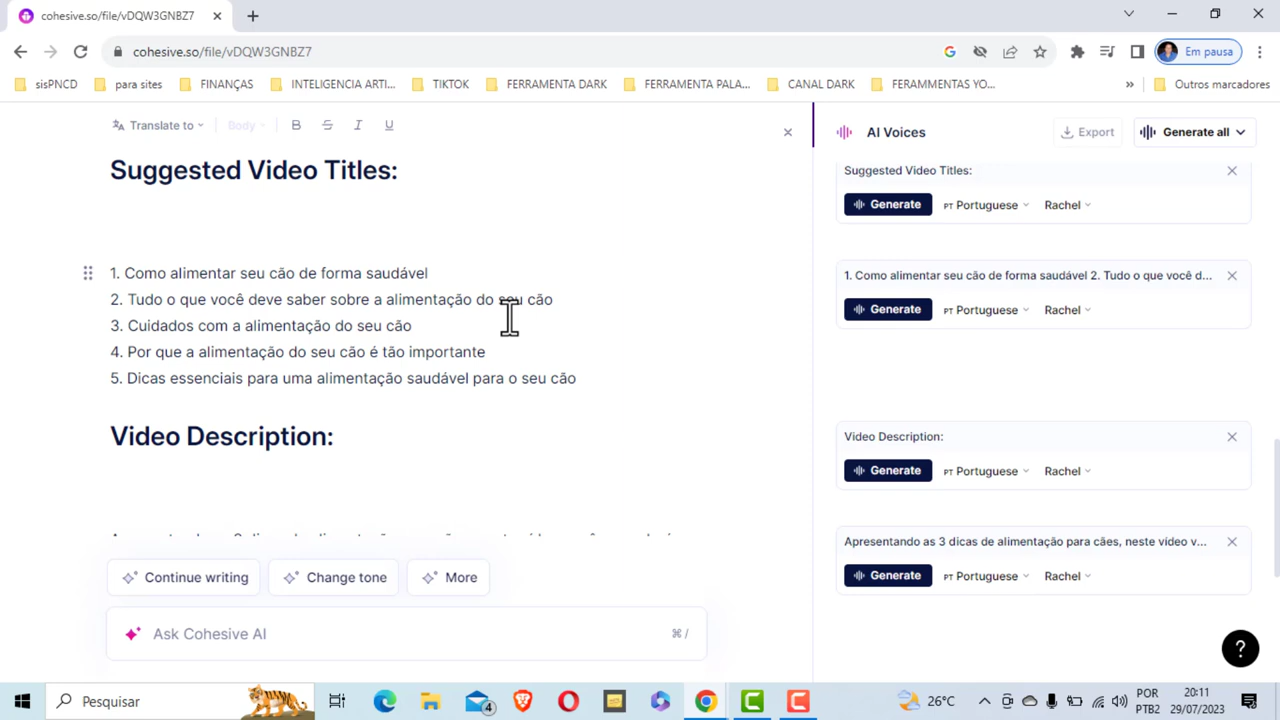 cohesive.so/file/vDQW3GNBZ7
cohesive.so/file/vDQW3GNBZ7
Em pausa
sisPNCD
para sites
FINANÇAS
INTELIGENCIA ARTI...
TIKTOK
FERRAMENTA DARK
FERRAMENTA PALA...
CANAL DARK
FERAMMENTAS YO...
»
Outros marcadores
Translate to
Body
B S I U
AI Voices
Export
Generate all
Suggested Video Titles:
1. Como alimentar seu cão de forma saudável
2. Tudo o que você deve saber sobre a alimentação do seu cão
3. Cuidados com a alimentação do seu cão
4. Por que a alimentação do seu cão é tão importante
5. Dicas essenciais para uma alimentação saudável para o seu cão
Video Description:
Continue writing
Change tone
More
Ask Cohesive AI
⌘ /
Suggested Video Titles:
Generate
PT Portuguese
Rachel
1. Como alimentar seu cão de forma saudável 2. Tudo o que você d...
Generate
PT Portuguese
Rachel
Video Description:
Generate
PT Portuguese
Rachel
Apresentando as 3 dicas de alimentação para cães, neste vídeo v...
Generate
PT Portuguese
Rachel
?
Pesquisar
4
26°C
POR
PTB2
20:11
29/07/2023